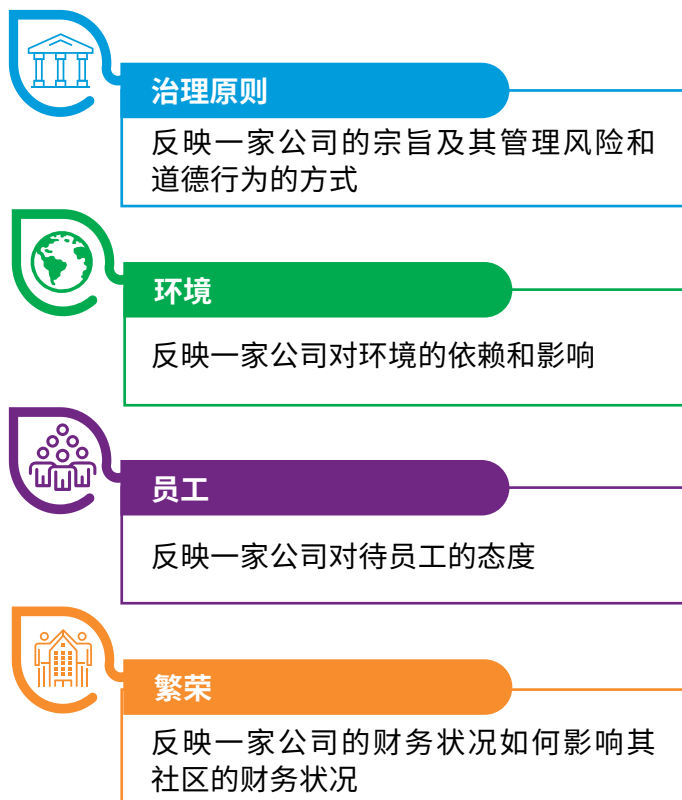 治理原则
反映一家公司的宗旨及其管理风险和
道德行为的方式
环境
反映一家公司对环境的依赖和影响
员工
反映一家公司对待员工的态度
繁荣
反映一家公司的财务状况如何影响其
社区的财务状况